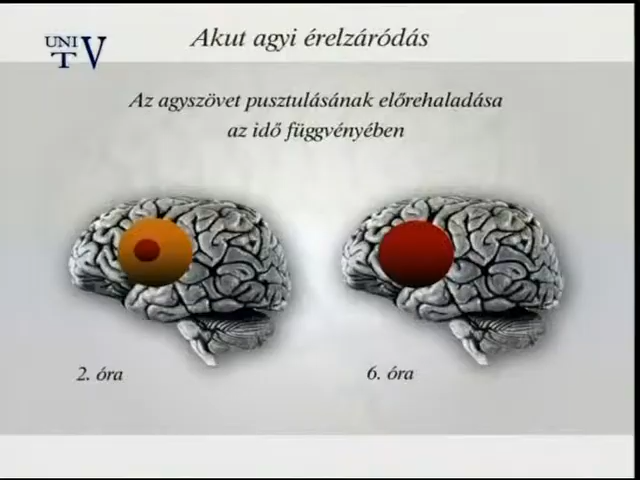 UNI
TV
Akut agyi érelzáródás
Az agyszövet pusztulásának előrehaladása
az idő függvényében
2. óra
6. óra